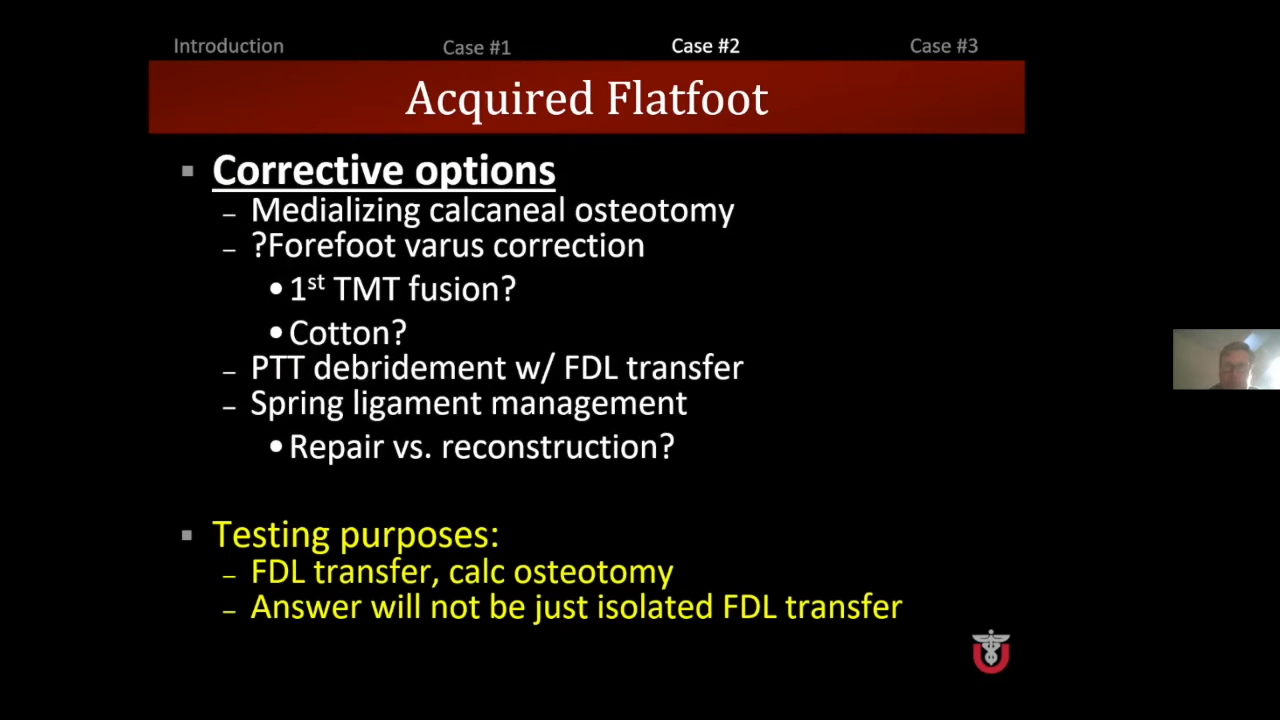 Introduction Case #1 Case #2 Case #3
Acquired Flatfoot
▪ Corrective options
– Medializing calcaneal osteotomy
– ?Forefoot varus correction
• 1st TMT fusion?
• Cotton?
– PTT debridement w/ FDL transfer
– Spring ligament management
• Repair vs. reconstruction?
▪ Testing purposes:
– FDL transfer, calc osteotomy
– Answer will not be just isolated FDL transfer
U